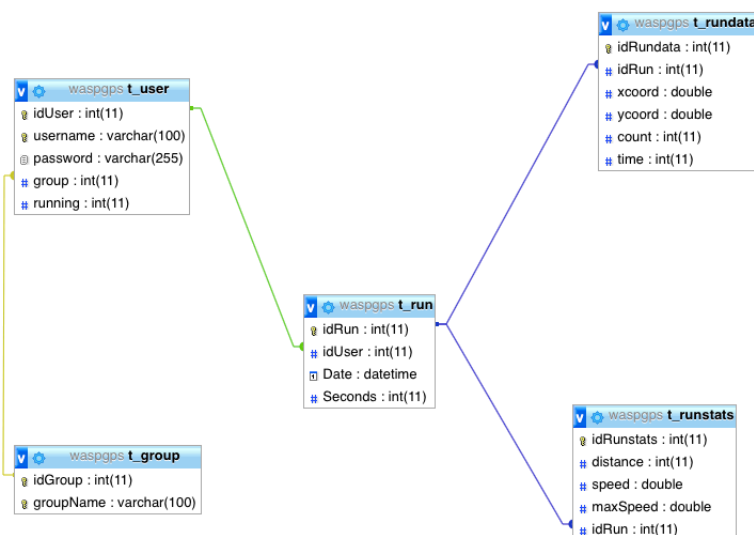 waspgps t_user
idUser : int(11)
username : varchar(100)
password : varchar(255)
group : int(11)
running : int(11)
waspgps t_group
idGroup : int(11)
groupName : varchar(100)
waspgps t_run
idRun : int(11)
idUser : int(11)
Date : datetime
Seconds : int(11)
waspgps t_rundata
idRundata : int(11)
idRun : int(11)
xcoord : double
ycoord : double
count : int(11)
time : int(11)
waspgps t_runstats
idRunstats : int(11)
distance : int(11)
speed : double
maxSpeed : double
idRun : int(11)